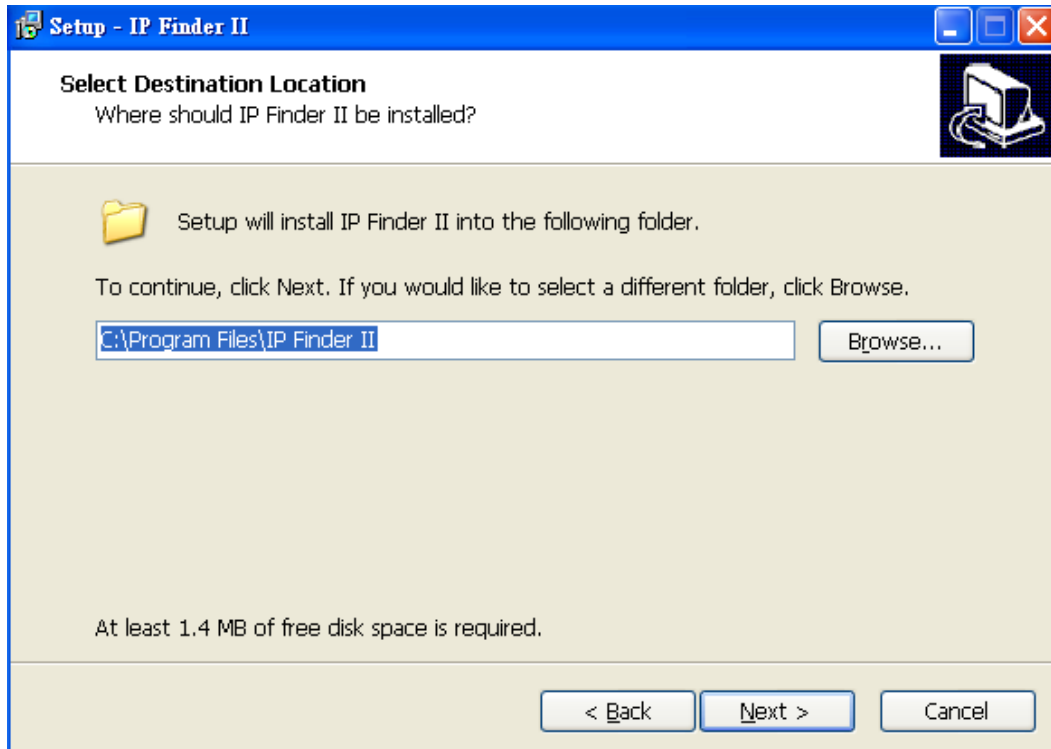 Setup - IP Finder II
Select Destination Location
Where should IP Finder II be installed?
Setup will install IP Finder II into the following folder.
To continue, click Next. If you would like to select a different folder, click Browse.
C:\Program Files\IP Finder II
Browse...
At least 1.4 MB of free disk space is required.
< Back
Next >
Cancel